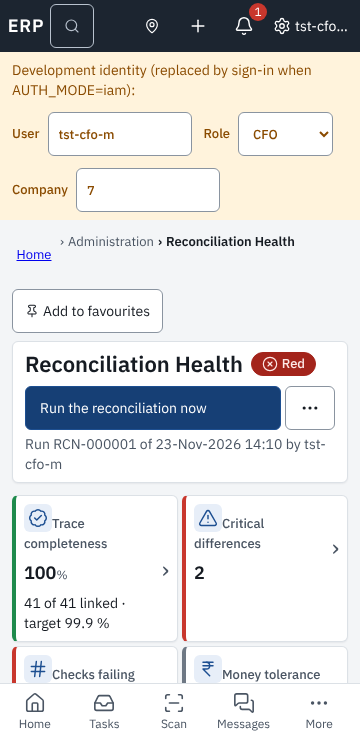 ERP
1
tst-cfo…
Development identity (replaced by sign-in when
AUTH_MODE=iam):
User tst-cfo-m Role CFO
Company 7
› Administration › Reconciliation Health
Home
Add to favourites
Reconciliation Health Red
Run the reconciliation now ···
Run RCN-000001 of 23-Nov-2026 14:10 by tst-
cfo-m
Trace
completeness
100%
41 of 41 linked ·
target 99.9 %
Critical
differences
2
# Checks failing
₹ Money tolerance
Home Tasks Scan Messages More